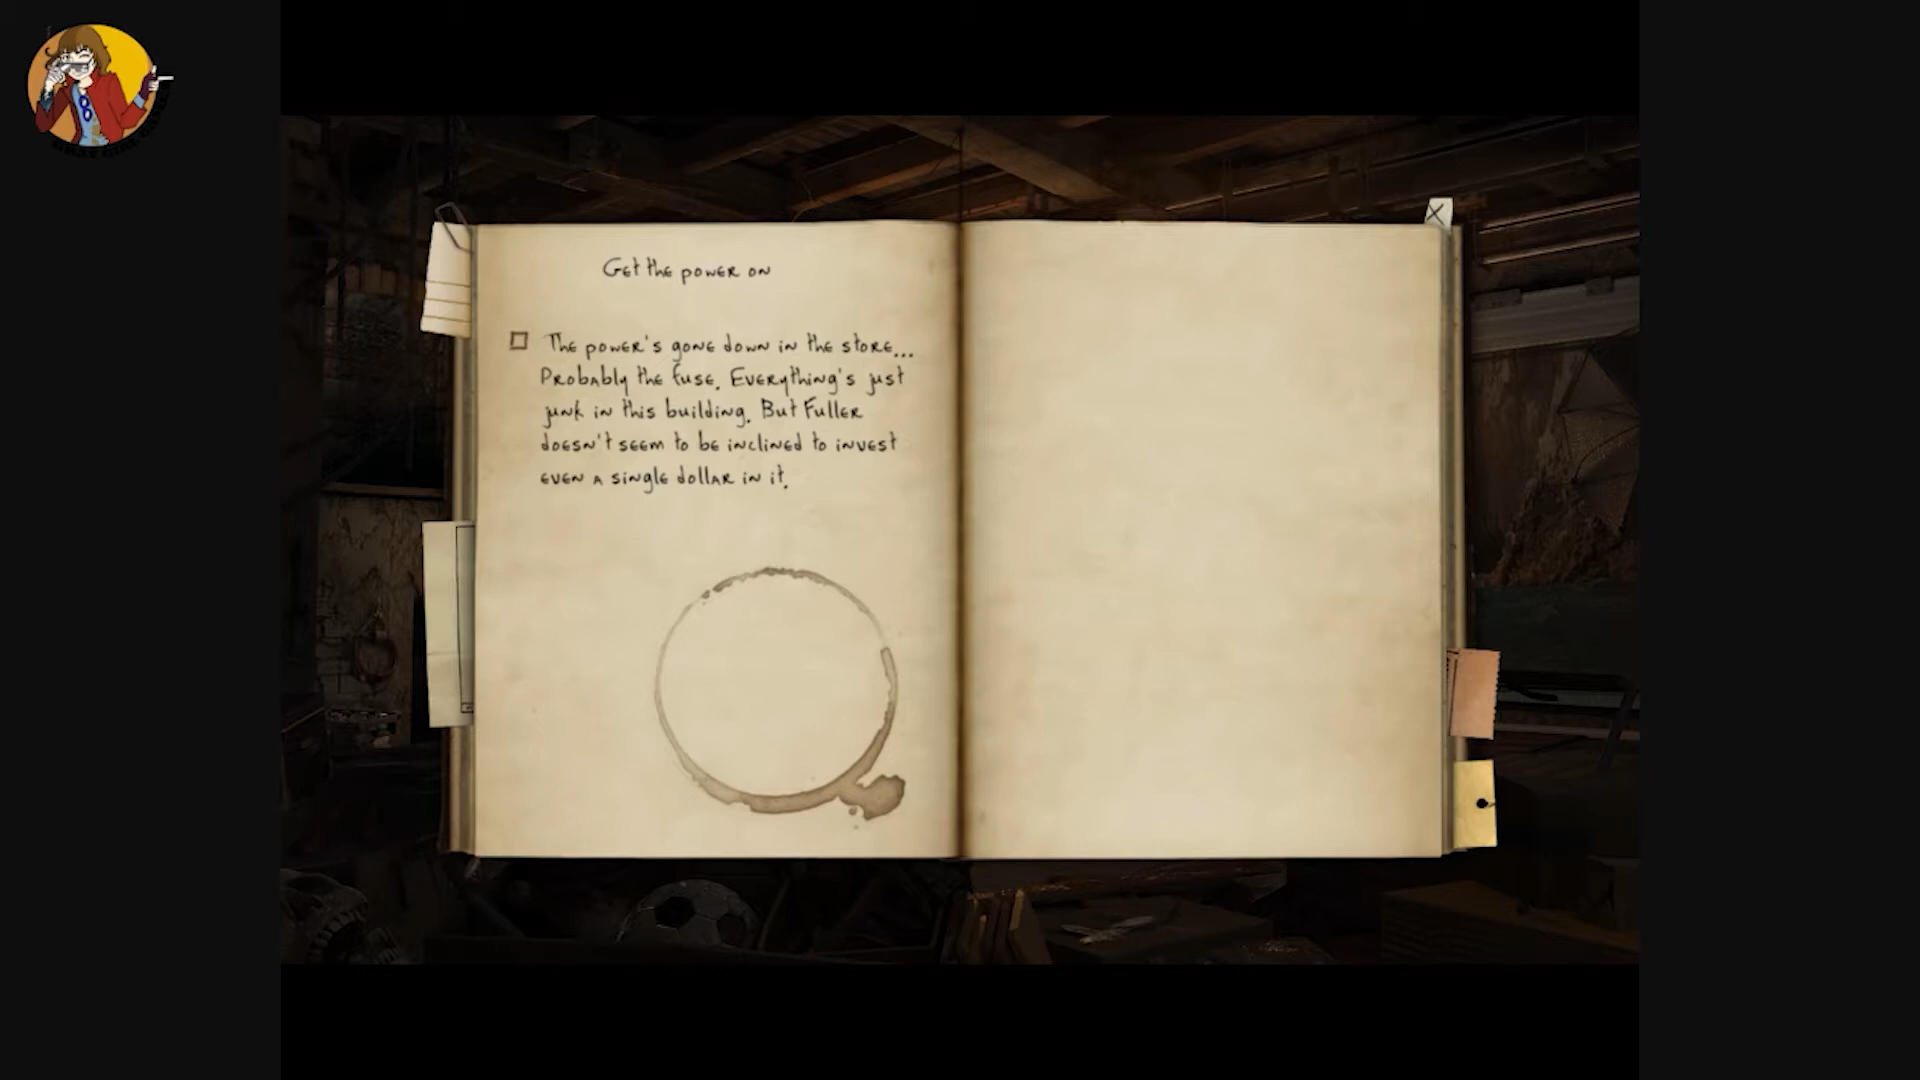 Get the power on
The power's gone down in the store...
Probably the fuse. Everything's just
junk in this building. But Fuller
doesn't seem to be inclined to invest
even a single dollar in it.
X